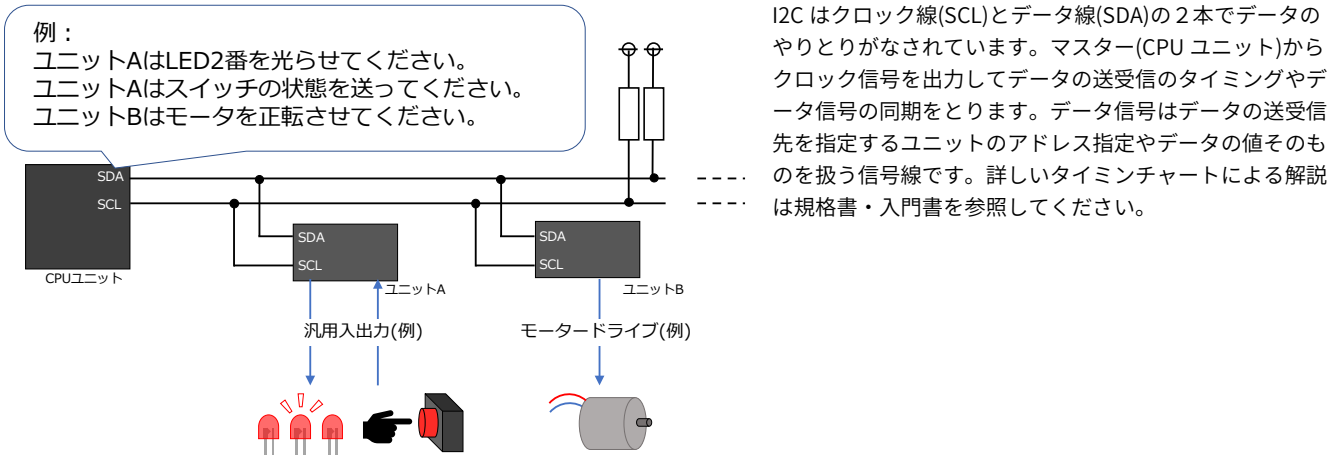 例：
ユニットAはLED2番を光らせてください。
ユニットAはスイッチの状態を送ってください。
ユニットBはモータを正転させてください。
SDA
SCL
CPUユニット
SDA
SCL
ユニットA
SDA
SCL
ユニットB
汎用入出力(例)
モータードライブ(例)
I2C はクロック線(SCL)とデータ線(SDA)の２本でデータの
やりとりがなされています。マスター(CPU ユニット)から
クロック信号を出力してデータの送受信のタイミングやデ
ータ信号の同期をとります。データ信号はデータの送受信
先を指定するユニットのアドレス指定やデータの値そのも
のを扱う信号線です。詳しいタイミンチャートによる解説
は規格書・入門書を参照してください。